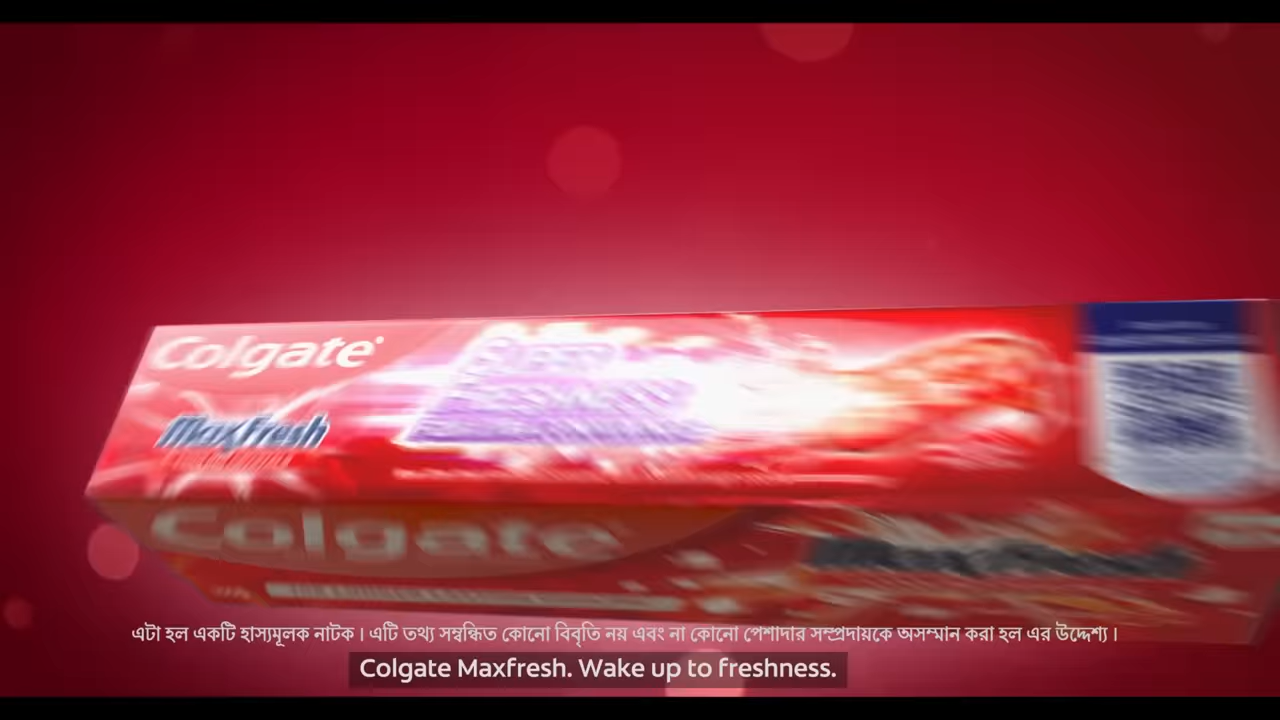 Colgate
MaxFresh
SUPER
Colgate
এটা হল একটি হাস্যমূলক নাটক। এটি তথ্য সম্বন্ধিত কোনো বিবৃতি নয় এবং না কোনো পেশাদার সম্প্রদায়কে অসম্মান করা হল এর উদ্দেশ্য।
Colgate Maxfresh. Wake up to freshness.